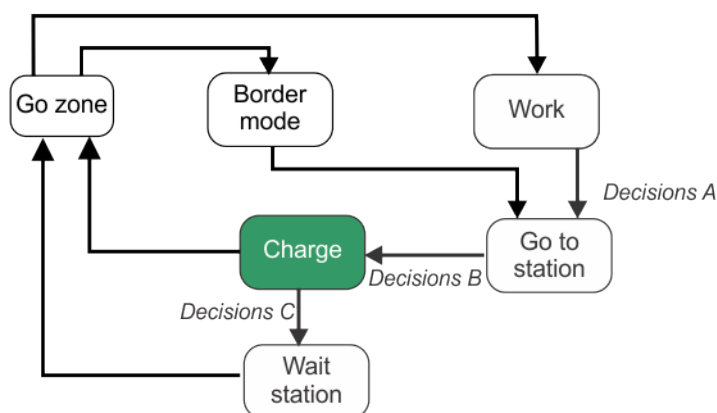 Go zone
Border
mode
Work
Decisions A
Charge
Go to
station
Decisions B
Decisions C
Wait
station